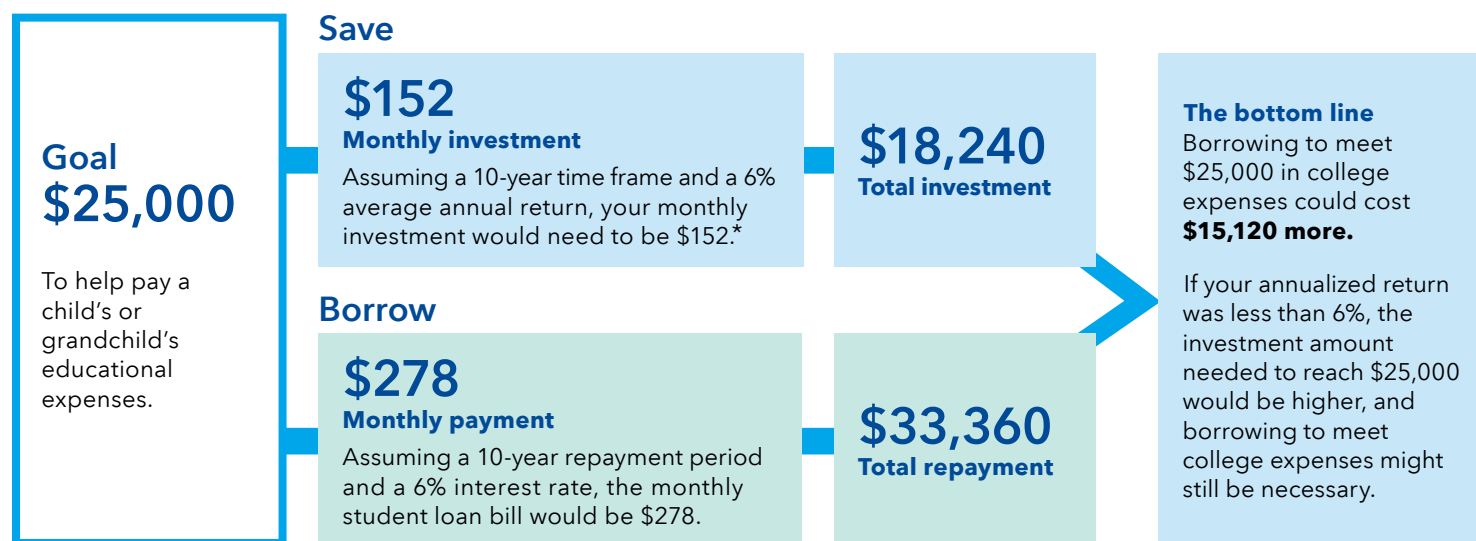 Goal
$25,000
To help pay a
child’s or
grandchild’s
educational
expenses.
Save
$152
Monthly investment
Assuming a 10-year time frame and a 6%
average annual return, your monthly
investment would need to be $152.*
$18,240
Total investment
Borrow
$278
Monthly payment
Assuming a 10-year repayment period
and a 6% interest rate, the monthly
student loan bill would be $278.
$33,360
Total repayment
The bottom line
Borrowing to meet
$25,000 in college
expenses could cost
$15,120 more.
If your annualized return
was less than 6%, the
investment amount
needed to reach $25,000
would be higher, and
borrowing to meet
college expenses might
still be necessary.